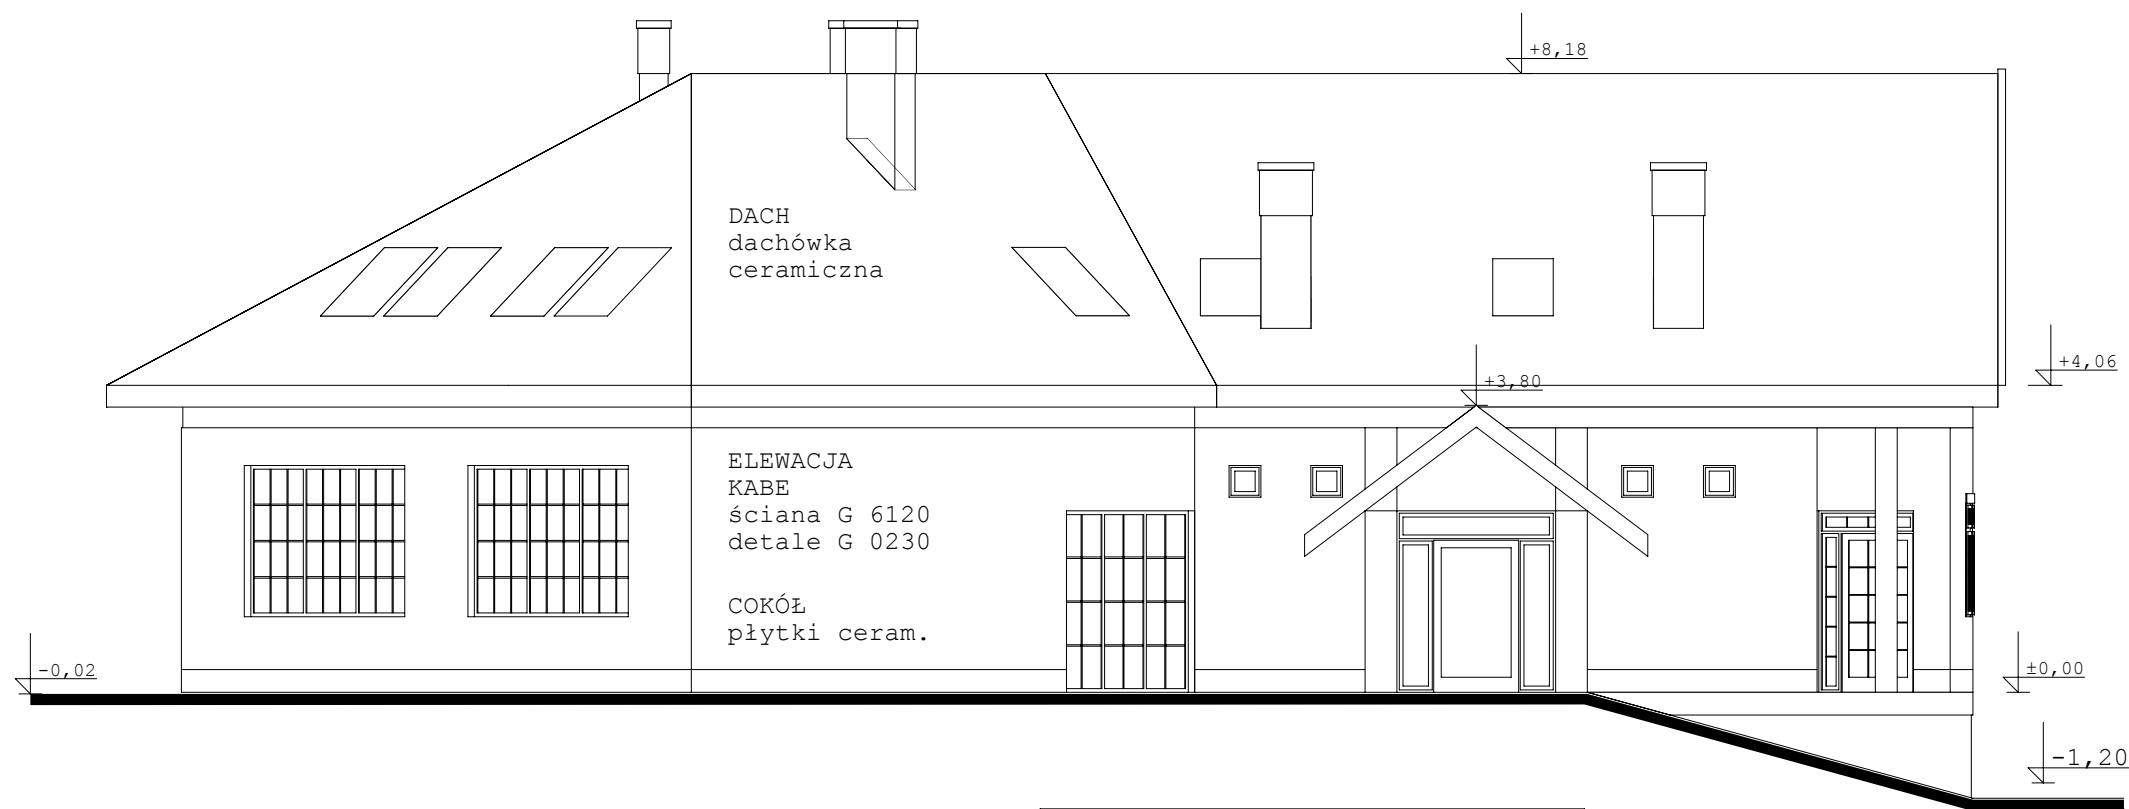 +8,18
DACH
dachówka
ceramiczna
+4,06
+3,80
ELEWACJA
KABE
ściana G 6120
detale G 0230
COKÓŁ
płytki ceram.
-0,02
±0,00
-1,20